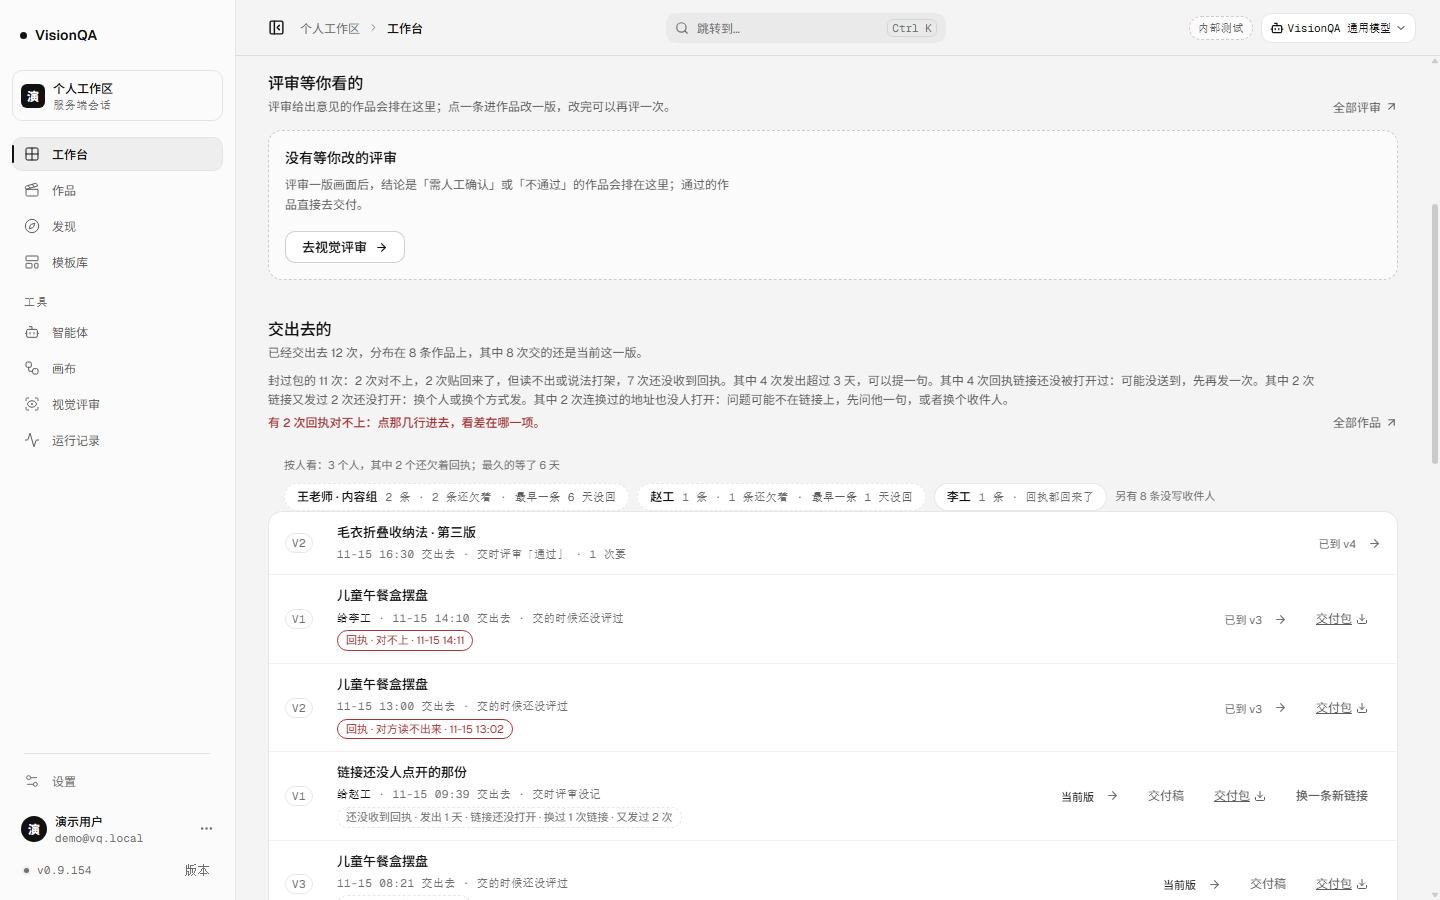 VisionQA
个人工作区
服务端会话
工作台
作品
发现
模板库
工具
智能体
画布
视觉评审
运行记录
设置
演
演示用户
demo@vq.local
v0.9.154
版本
个人工作区 > 工作台
跳转到… Ctrl K
内部测试
VisionQA 通用模型
评审等你看的
评审给出意见的作品会排在这里；点一条进作品改一版，改完可以再评一次。
全部评审
没有等你改的评审
评审一版画面后，结论是「需人工确认」或「不通过」的作品会排在这里；通过的作
品直接去交付。
去视觉评审
交出去的
已经交出去 12 次，分布在 8 条作品上，其中 8 次交的还是当前这一版。
封过包的 11 次：2 次对不上，2 次贴回来了，但读不出或说法打架，7 次还没收到回执。其中 4 次发出超过 3 天，可以提一句。其中 4 次回执链接还没被打开过：可能没送到，先再发一次。其中 2 次
链接又发过 2 次还没打开：换个人或换个方式发。其中 2 次连换过的地址也没人打开：问题可能不在链接上，先问他一句，或者换个收件人。
有 2 次回执对不上：点那几行进去，看差在哪一项。
全部作品
按人看：3 个人，其中 2 个还欠着回执；最久的等了 6 天
王老师 · 内容组 2 条 · 2 条还欠着 · 最早一条 6 天没回
赵工 1 条 · 1 条还欠着 · 最早一条 1 天没回
李工 1 条 · 回执都回来了
另有 8 条没写收件人
V2
毛衣折叠收纳法 · 第三版
11-15 16:30 交出去 · 交时评审「通过」 · 1 次要
已到 v4
V1
儿童午餐盒摆盘
给李工 · 11-15 14:10 交出去 · 交的时候还没评过
回执 · 对不上 · 11-15 14:11
已到 v3
交付包
V2
儿童午餐盒摆盘
11-15 13:00 交出去 · 交的时候还没评过
回执 · 对方读不出来 · 11-15 13:02
已到 v3
交付包
V1
链接还没人点开的那份
给赵工 · 11-15 09:39 交出去 · 交时评审没记
还没收到回执 · 发出 1 天 · 链接还没打开 · 换过 1 次链接 · 又发过 2 次
当前版
交付稿
交付包
换一条新链接
V3
儿童午餐盒摆盘
11-15 08:21 交出去 · 交的时候还没评过
当前版
交付稿
交付包